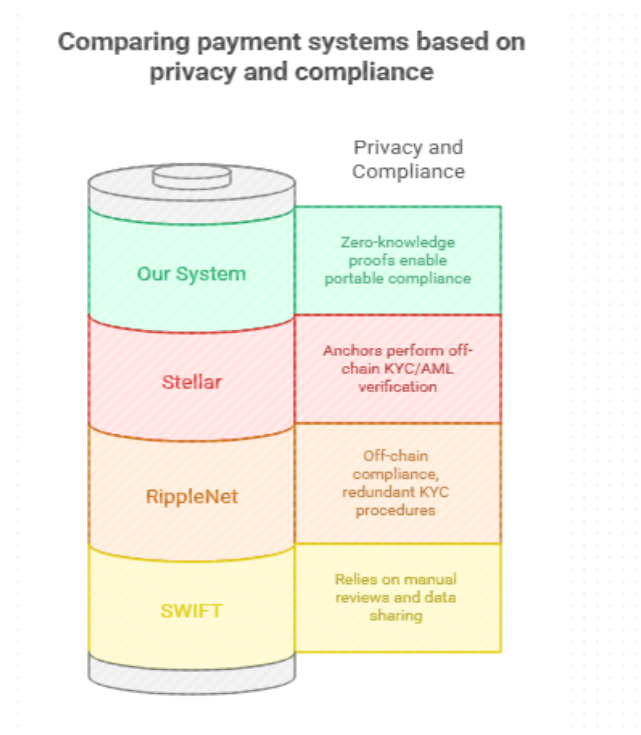 Comparing payment systems based on
privacy and compliance
Privacy and
Compliance
Our System
Zero-knowledge
proofs enable
portable compliance
Stellar
Anchors perform off-
chain KYC/AML
verification
RippleNet
Off-chain
compliance,
redundant KYC
procedures
SWIFT
Relies on manual
reviews and data
sharing